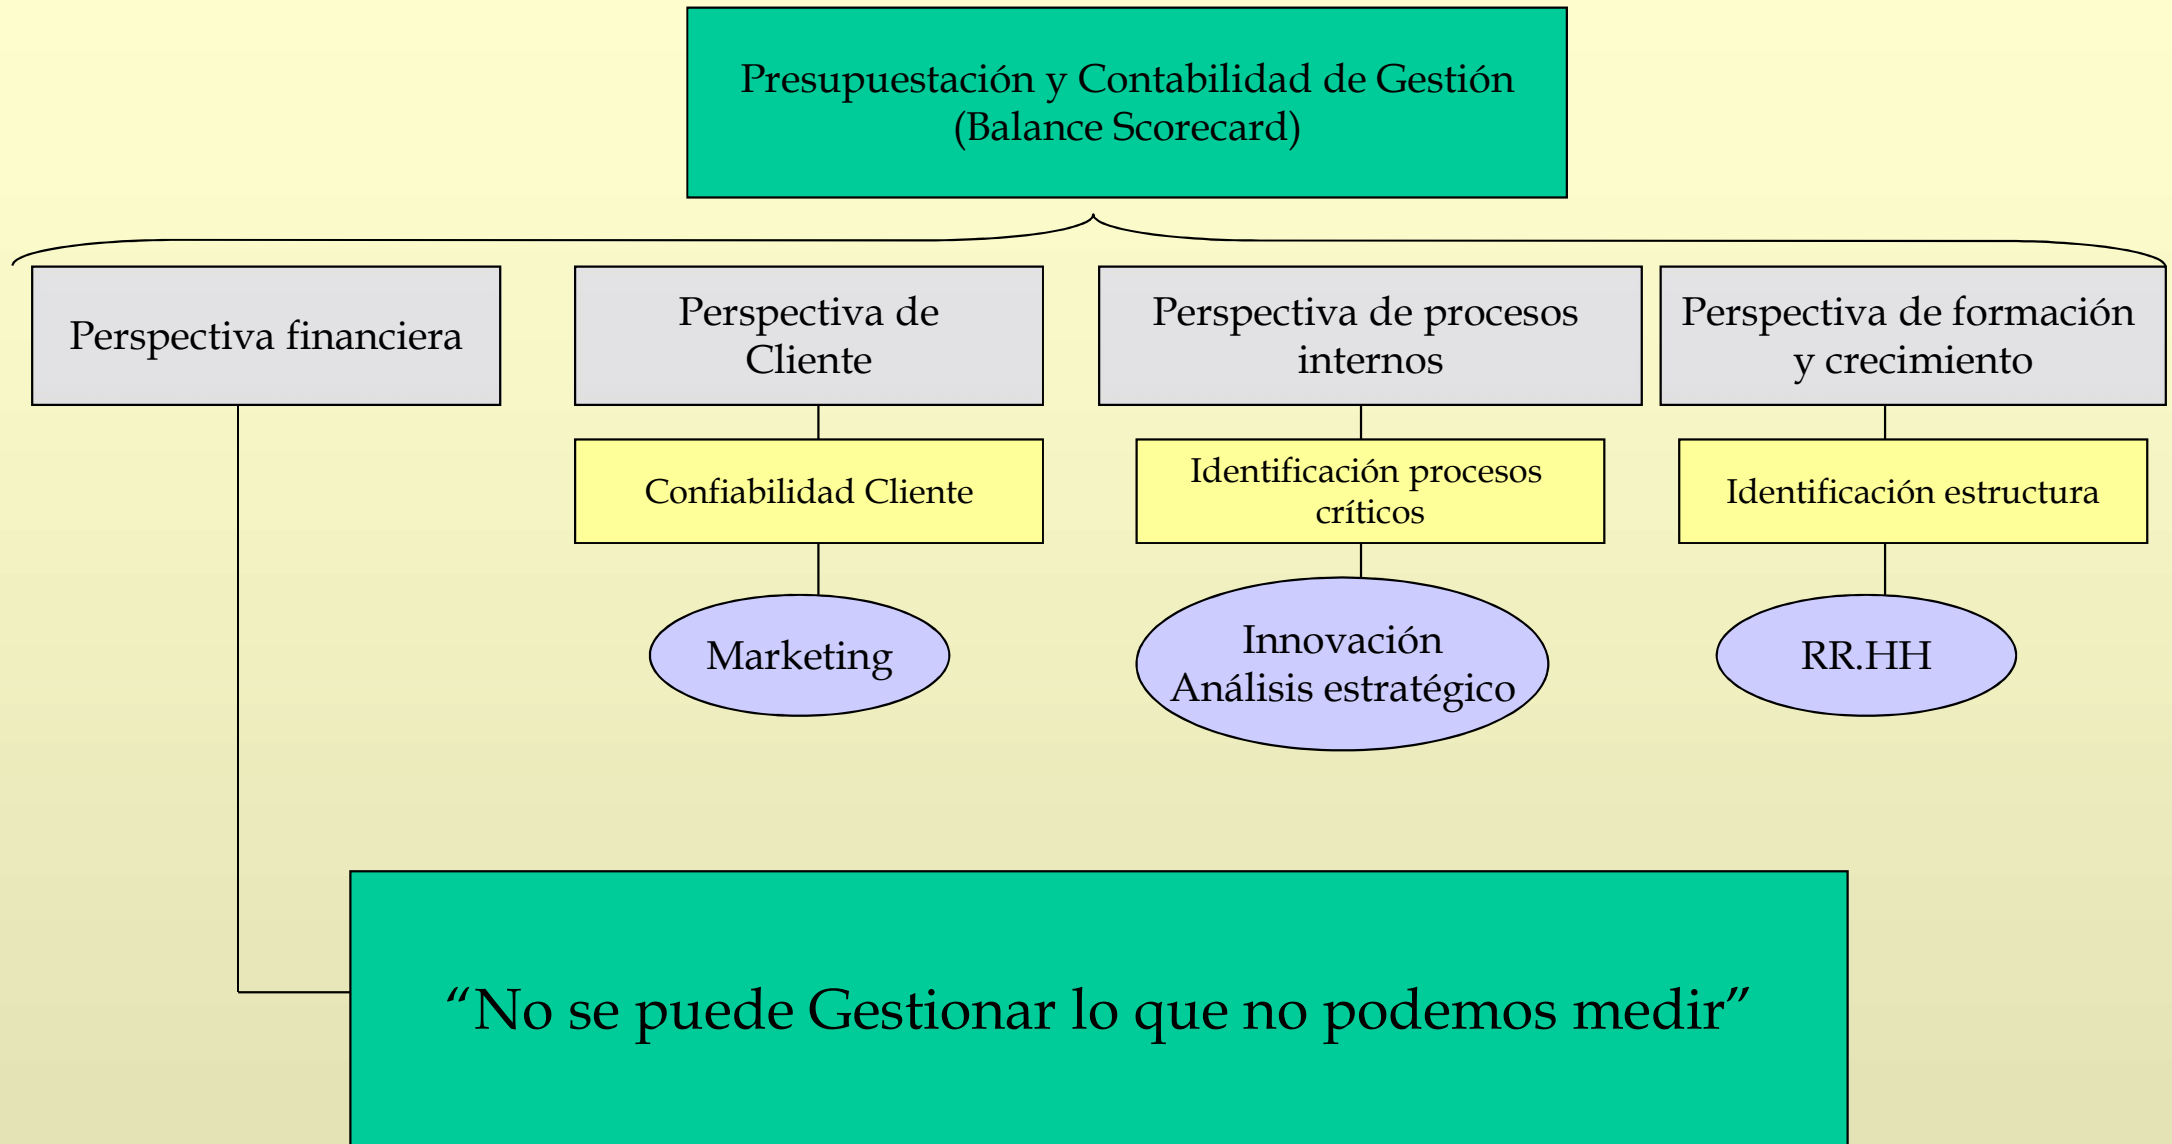 Presupuestación y Contabilidad de Gestión
(Balance Scorecard)
Perspectiva financiera
Perspectiva de
Cliente
Perspectiva de procesos
internos
Perspectiva de formación
y crecimiento
Confiabilidad Cliente
Identificación procesos
críticos
Identificación estructura
Marketing
Innovación
Análisis estratégico
RR.HH
“No se puede Gestionar lo que no podemos medir”